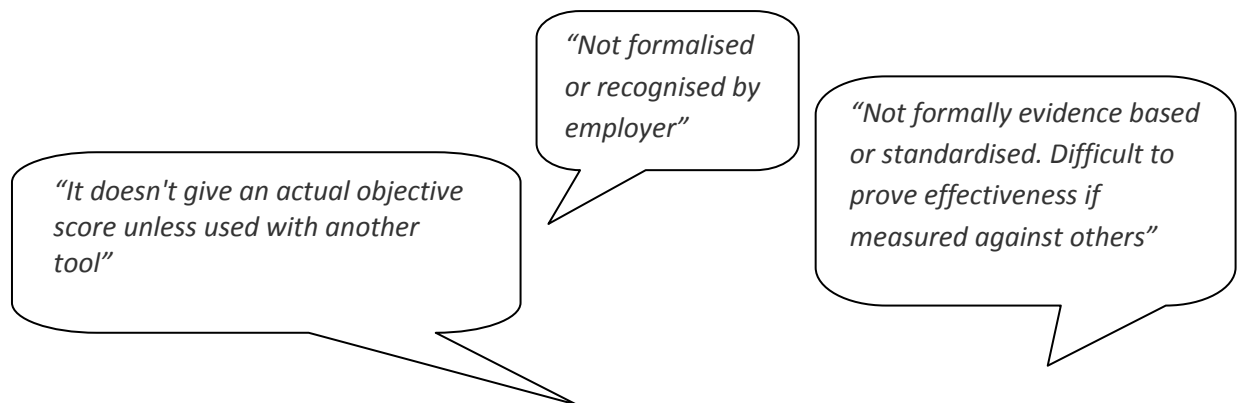 “Not formalised
or recognised by
employer”
“Not formally evidence based
or standardised. Difficult to
prove effectiveness if
measured against others”
“It doesn't give an actual objective
score unless used with another
tool”